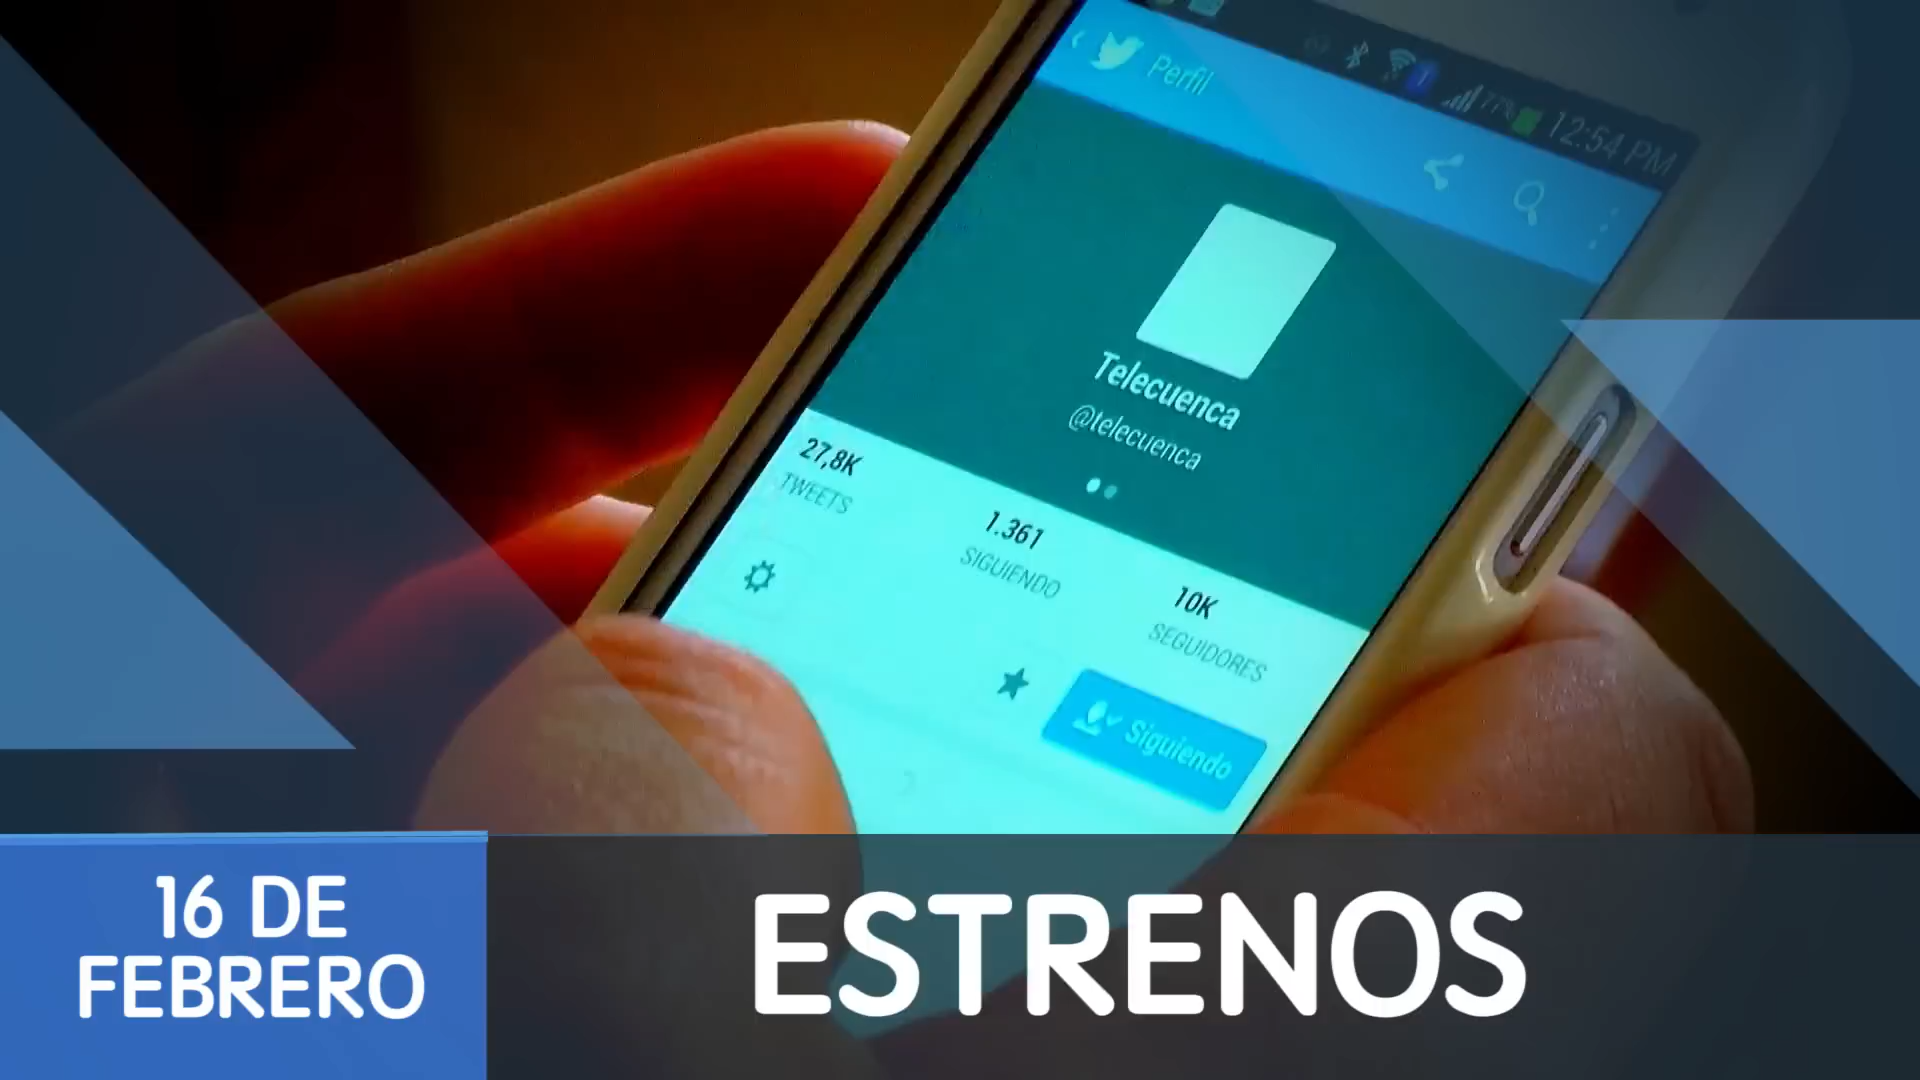 77%
12:54 PM
Perfil
Telecuenca
@telecuenca
27,8K
TWEETS
1.361
SIGUIENDO
10K
SEGUIDORES
Siguiendo
16 DE
FEBRERO
ESTRENOS